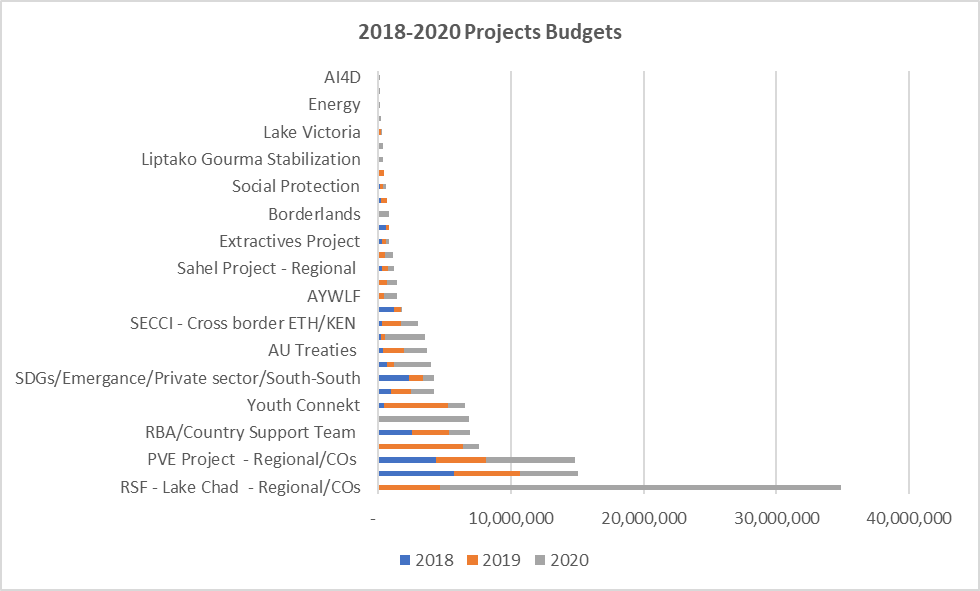 2018-2020 Projects Budgets
AI4D
Energy
Lake Victoria
Liptako Gourma Stabilization
Social Protection
Borderlands
Extractives Project
Sahel Project - Regional
AYWLF
SECCI - Cross border ETH/KEN
AU Treaties
SDGs/Emergance/Private sector/South-South
Youth Connekt
RBA/Country Support Team
PVE Project - Regional/COs
RSF - Lake Chad - Regional/COs
- 10,000,000 20,000,000 30,000,000 40,000,000
2018 2019 2020